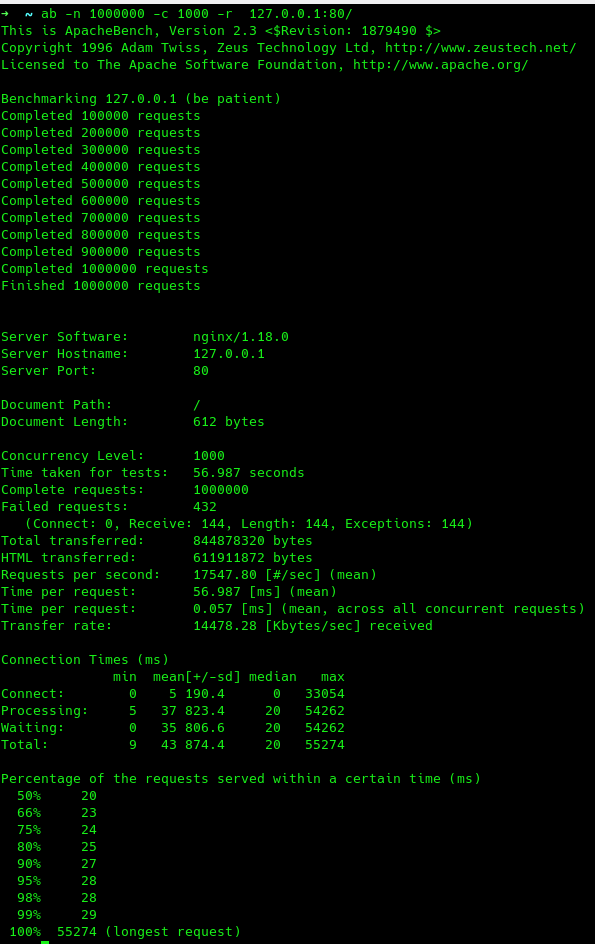 →  ~ ab -n 1000000 -c 1000 -r  127.0.0.1:80/
This is ApacheBench, Version 2.3 <$Revision: 1879490 $>
Copyright 1996 Adam Twiss, Zeus Technology Ltd, http://www.zeustech.net/
Licensed to The Apache Software Foundation, http://www.apache.org/

Benchmarking 127.0.0.1 (be patient)
Completed 100000 requests
Completed 200000 requests
Completed 300000 requests
Completed 400000 requests
Completed 500000 requests
Completed 600000 requests
Completed 700000 requests
Completed 800000 requests
Completed 900000 requests
Completed 1000000 requests
Finished 1000000 requests


Server Software:        nginx/1.18.0
Server Hostname:        127.0.0.1
Server Port:            80

Document Path:          /
Document Length:        612 bytes

Concurrency Level:      1000
Time taken for tests:   56.987 seconds
Complete requests:      1000000
Failed requests:        432
   (Connect: 0, Receive: 144, Length: 144, Exceptions: 144)
Total transferred:      844878320 bytes
HTML transferred:       611911872 bytes
Requests per second:    17547.80 [#/sec] (mean)
Time per request:       56.987 [ms] (mean)
Time per request:       0.057 [ms] (mean, across all concurrent requests)
Transfer rate:          14478.28 [Kbytes/sec] received

Connection Times (ms)
              min  mean[+/-sd] median   max
Connect:        0    5 190.4      0   33054
Processing:     5   37 823.4     20   54262
Waiting:        0   35 806.6     20   54262
Total:          9   43 874.4     20   55274

Percentage of the requests served within a certain time (ms)
  50%     20
  66%     23
  75%     24
  80%     25
  90%     27
  95%     28
  98%     28
  99%     29
 100%  55274 (longest request)